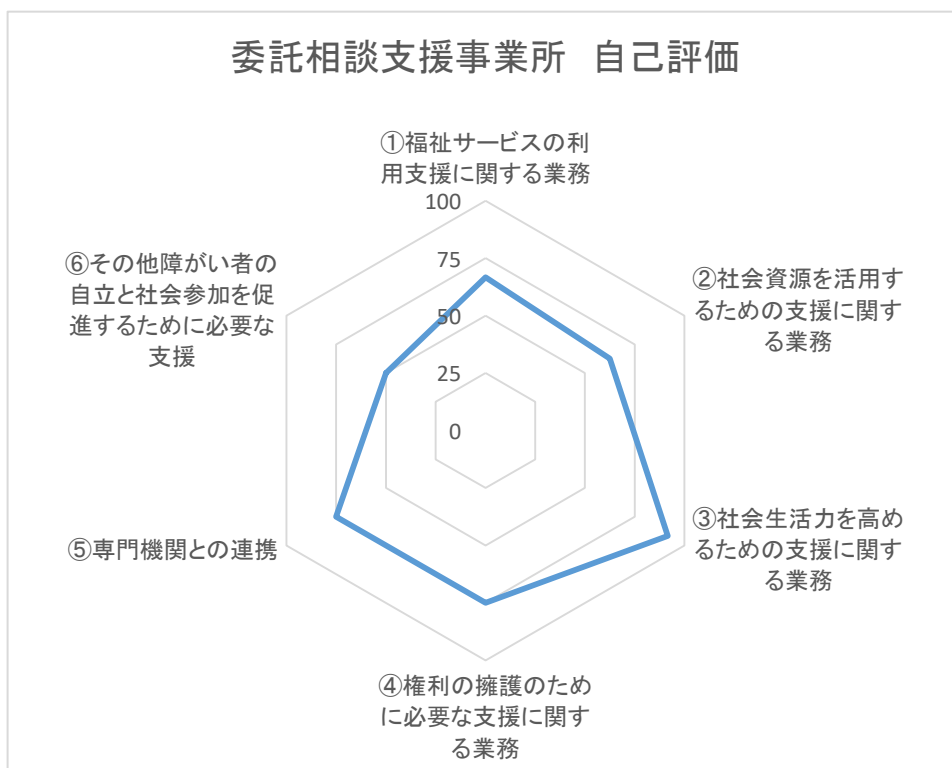 委託相談支援事業所　自己評価
①福祉サービスの利
用支援に関する業務
100
75
50
25
0
②社会資源を活用す
るための支援に関す
る業務
③社会生活力を高め
るための支援に関す
る業務
④権利の擁護のため
に必要な支援に関す
る業務
⑤専門機関との連携
⑥その他障がい者の
自立と社会参加を促
進するために必要な
支援